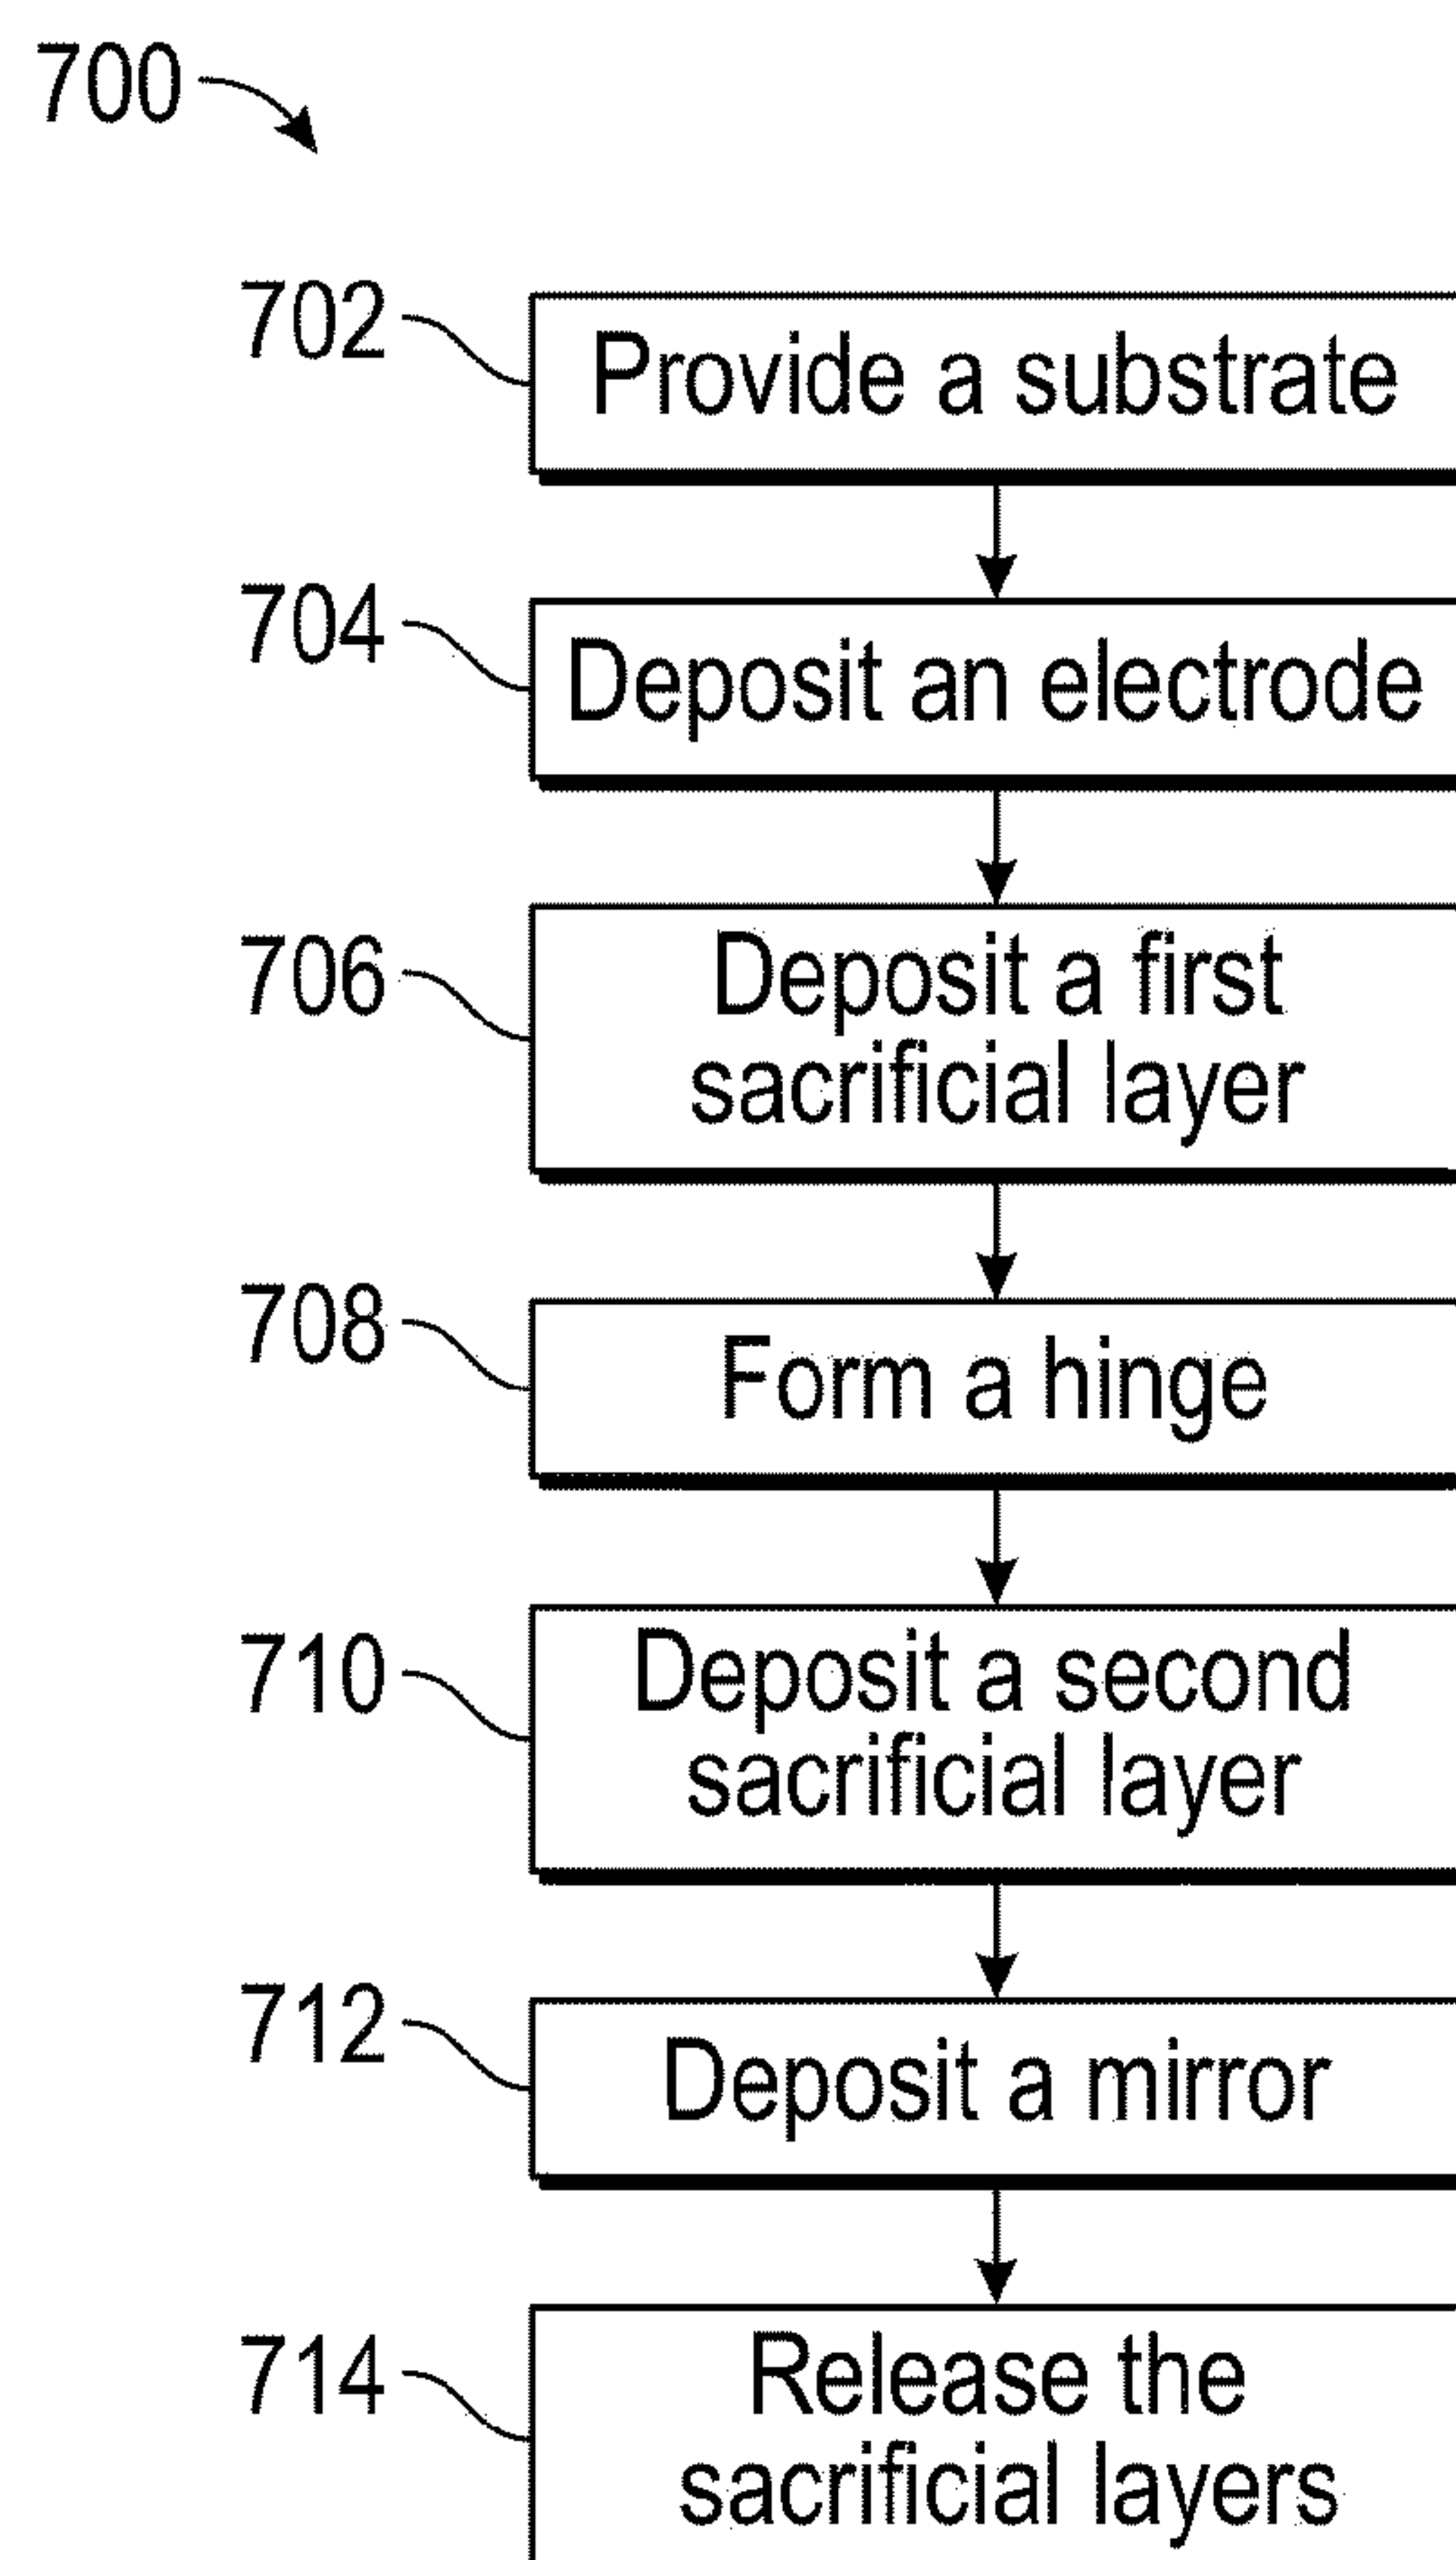 700
702
Provide a substrate
704
Deposit an electrode
706
Deposit a first
sacrificial layer
708
Form a hinge
710
Deposit a second
sacrificial layer
712
Deposit a mirror
714
Release the
sacrificial layers